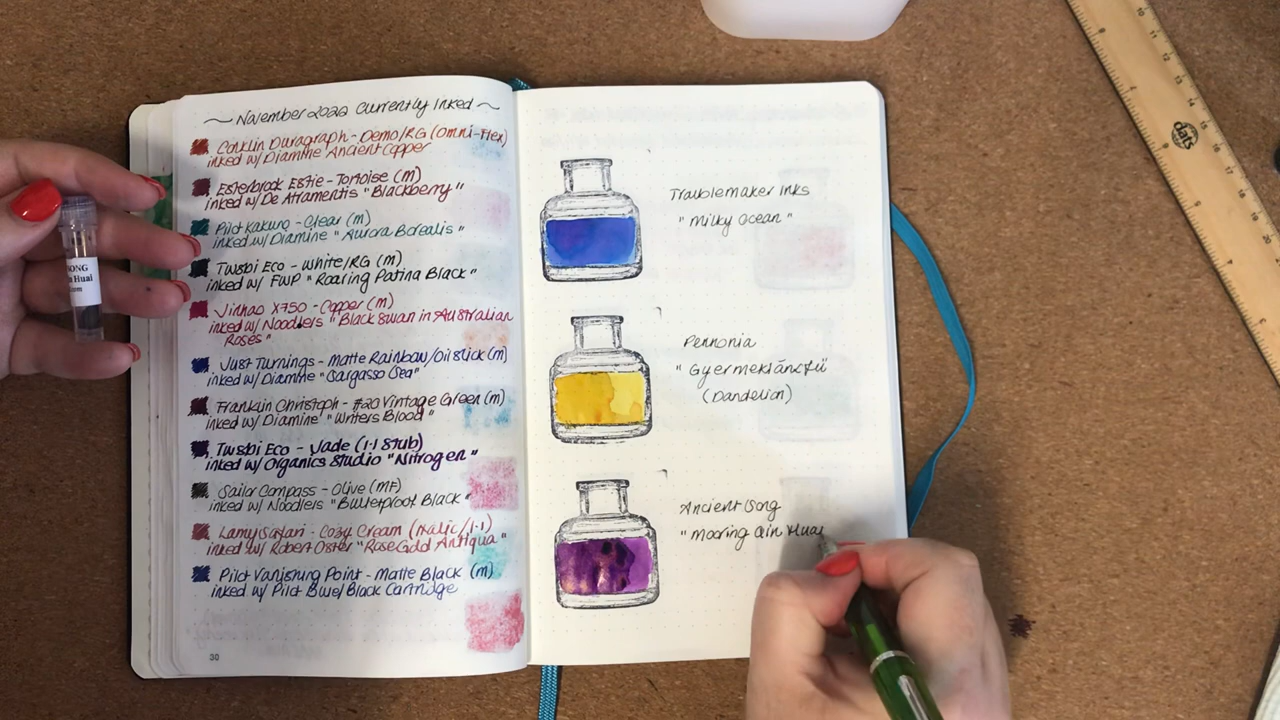 ~ November 2022 Currently Inked ~
Conklin Duragraph - Demo/RG (Omni-Flex)
inked w/ Diamine Ancient Copper
Esterbrook Estie - Tortoise (m)
inked w/ De Atramentis "Blackberry"
Pilot Kakuno - Clear (m)
inked w/ Diamine "Aurora Borealis"
Twsbi Eco - White/RG (m)
inked w/ FWP "Roaring Patina Black"
Jinhao X750 - Copper (m)
inked w/ Noodlers "Black Swan in Australian
Roses"
Just Turnings - Matte Rainbow/Oil Stick (m)
inked w/ Diamine "Sargasso Sea"
Franklin Christoph - #20 Vintage Green (m)
inked w/ Diamine "Writers Blood"
Twsbi Eco - Jade (1.1 Stub)
inked w/ Organics Studio "Nitrogen"
Sailor Compass - Olive (MF)
inked w/ Noodlers "Bulletproof Black"
Lamy Safari - Cozy Cream (italic/1.1)
inked w/ Robert Oster "Rose Gold Antiqua"
Pilot Vanishing Point - Matte Black (m)
inked w/ Pilot Blue/Black Cartridge
30
Troublemaker Inks
"Milky Ocean"
Pennonia
"Gyermekláncfű
(Dandelion)
Ancient Song
"Mooring Qin Huai
SONG
Huai
dats